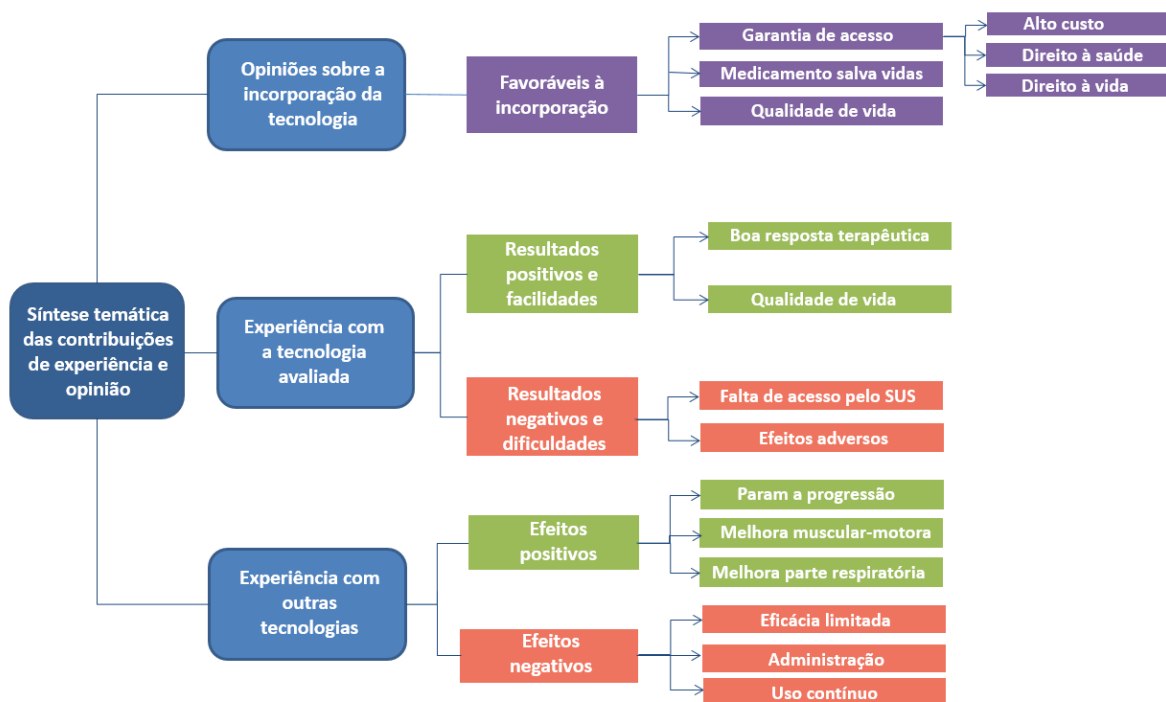 Síntese temática
das contribuições
de experiência e
opinião
Opiniões sobre a
incorporação da
tecnologia
Favoráveis à
incorporação
Garantia de acesso
Alto custo
Direito à saúde
Direito à vida
Medicamento salva vidas
Qualidade de vida
Experiência com
a tecnologia
avaliada
Resultados
positivos e
facilidades
Boa resposta terapêutica
Qualidade de vida
Resultados
negativos e
dificuldades
Falta de acesso pelo SUS
Efeitos adversos
Experiência com
outras
tecnologias
Efeitos
positivos
Param a progressão
Melhora muscular-motora
Melhora parte respiratória
Efeitos
negativos
Eficácia limitada
Administração
Uso contínuo